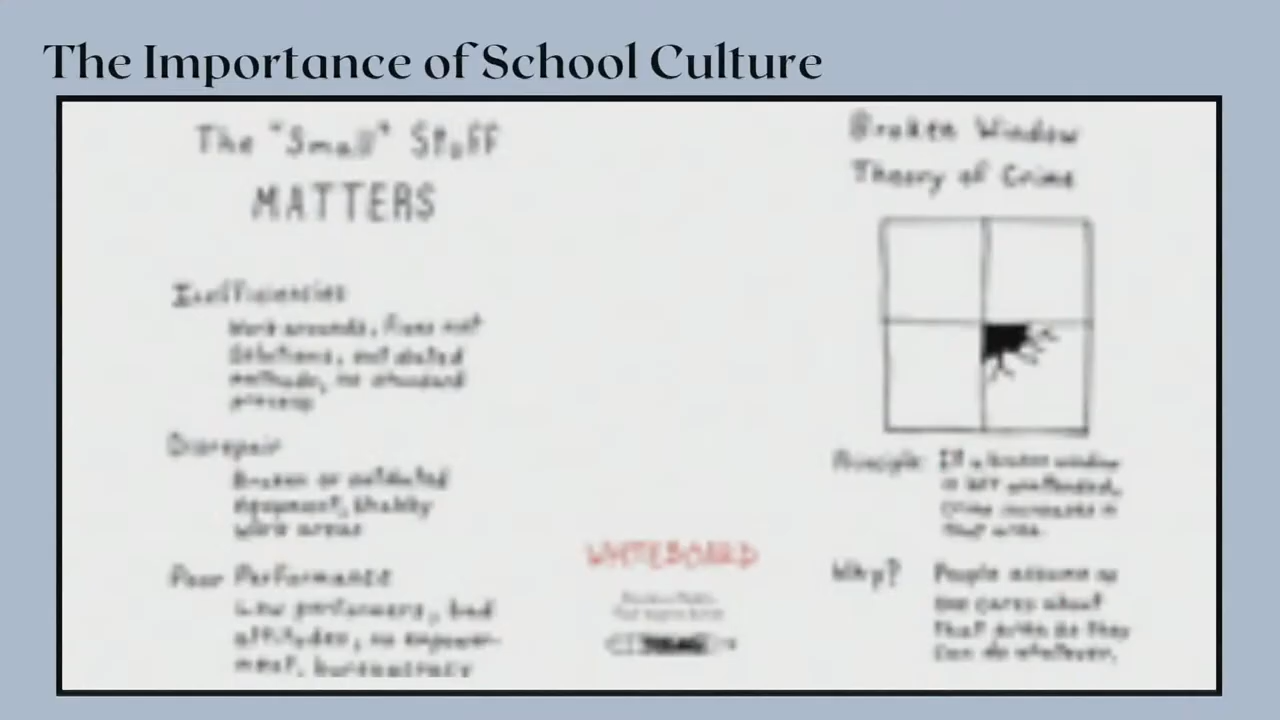 The Importance of School Culture
The "Small" Stuff
MATTERS
Inefficiencies
Work arounds, fixes not
solutions, outdated
methods, no standard
process
Disrepair
Broken or outdated
equipment, shabby
work areas
Poor Performance
Low performers, bad
attitudes, no empower-
ment, bureaucracy
WHITEBOARD
Broken Window
Theory of Crime
Principle: If a broken window
is left unattended,
crime increases in
that area.
Why? People assume no
one cares about
that area so they
can do whatever.